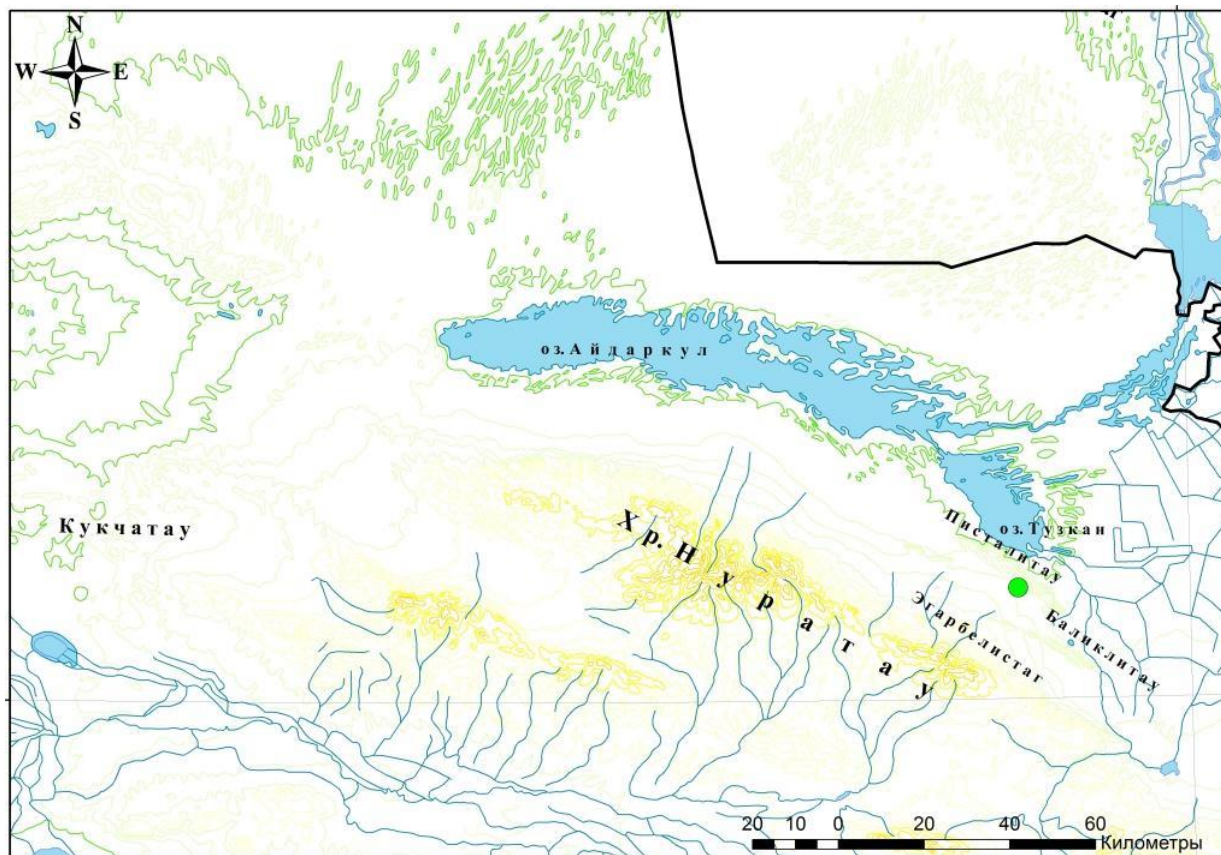 N
W E
S
оз. Айдаркул
Кукчатау
Хр. Нуратау
оз. Тузкан
Писталитау
Эгарбелистаг
Баликлитау
20 10 0 20 40 60
Километры